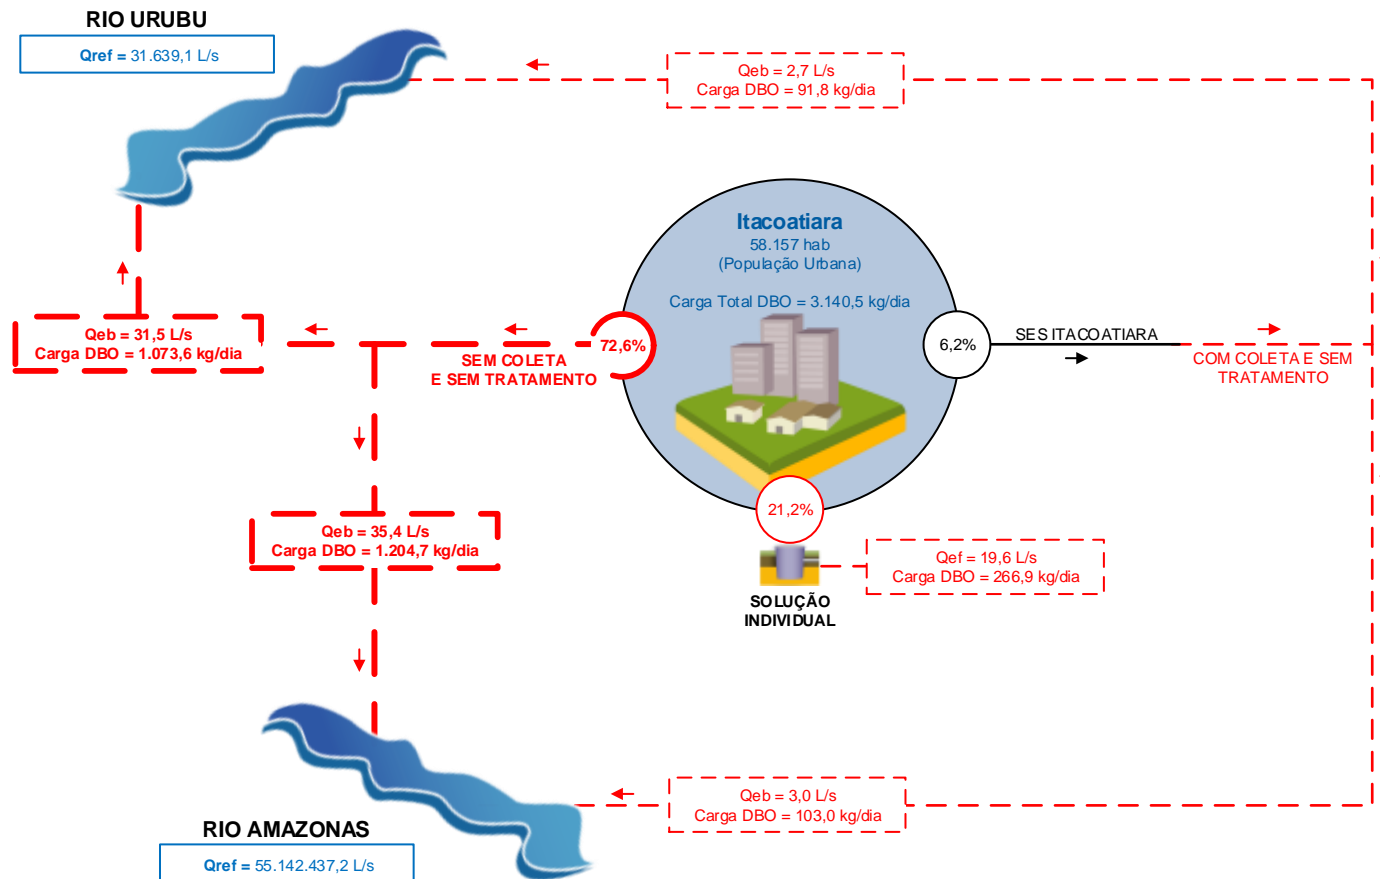 RIO URUBU
Qref = 31.639,1 L/s
Qeb = 2,7 L/s
Carga DBO = 91,8 kg/dia
Itacoatiara
58.157 hab
(População Urbana)
Carga Total DBO = 3.140,5 kg/dia
Qeb = 31,5 L/s
Carga DBO = 1.073,6 kg/dia
SEM COLETA
E SEM TRATAMENTO
72,6%
6,2%
SES ITACOATIARA
COM COLETA E SEM
TRATAMENTO
21,2%
Qeb = 35,4 L/s
Carga DBO = 1.204,7 kg/dia
Qef = 19,6 L/s
Carga DBO = 266,9 kg/dia
SOLUÇÃO
INDIVIDUAL
Qeb = 3,0 L/s
Carga DBO = 103,0 kg/dia
RIO AMAZONAS
Qref = 55.142.437,2 L/s